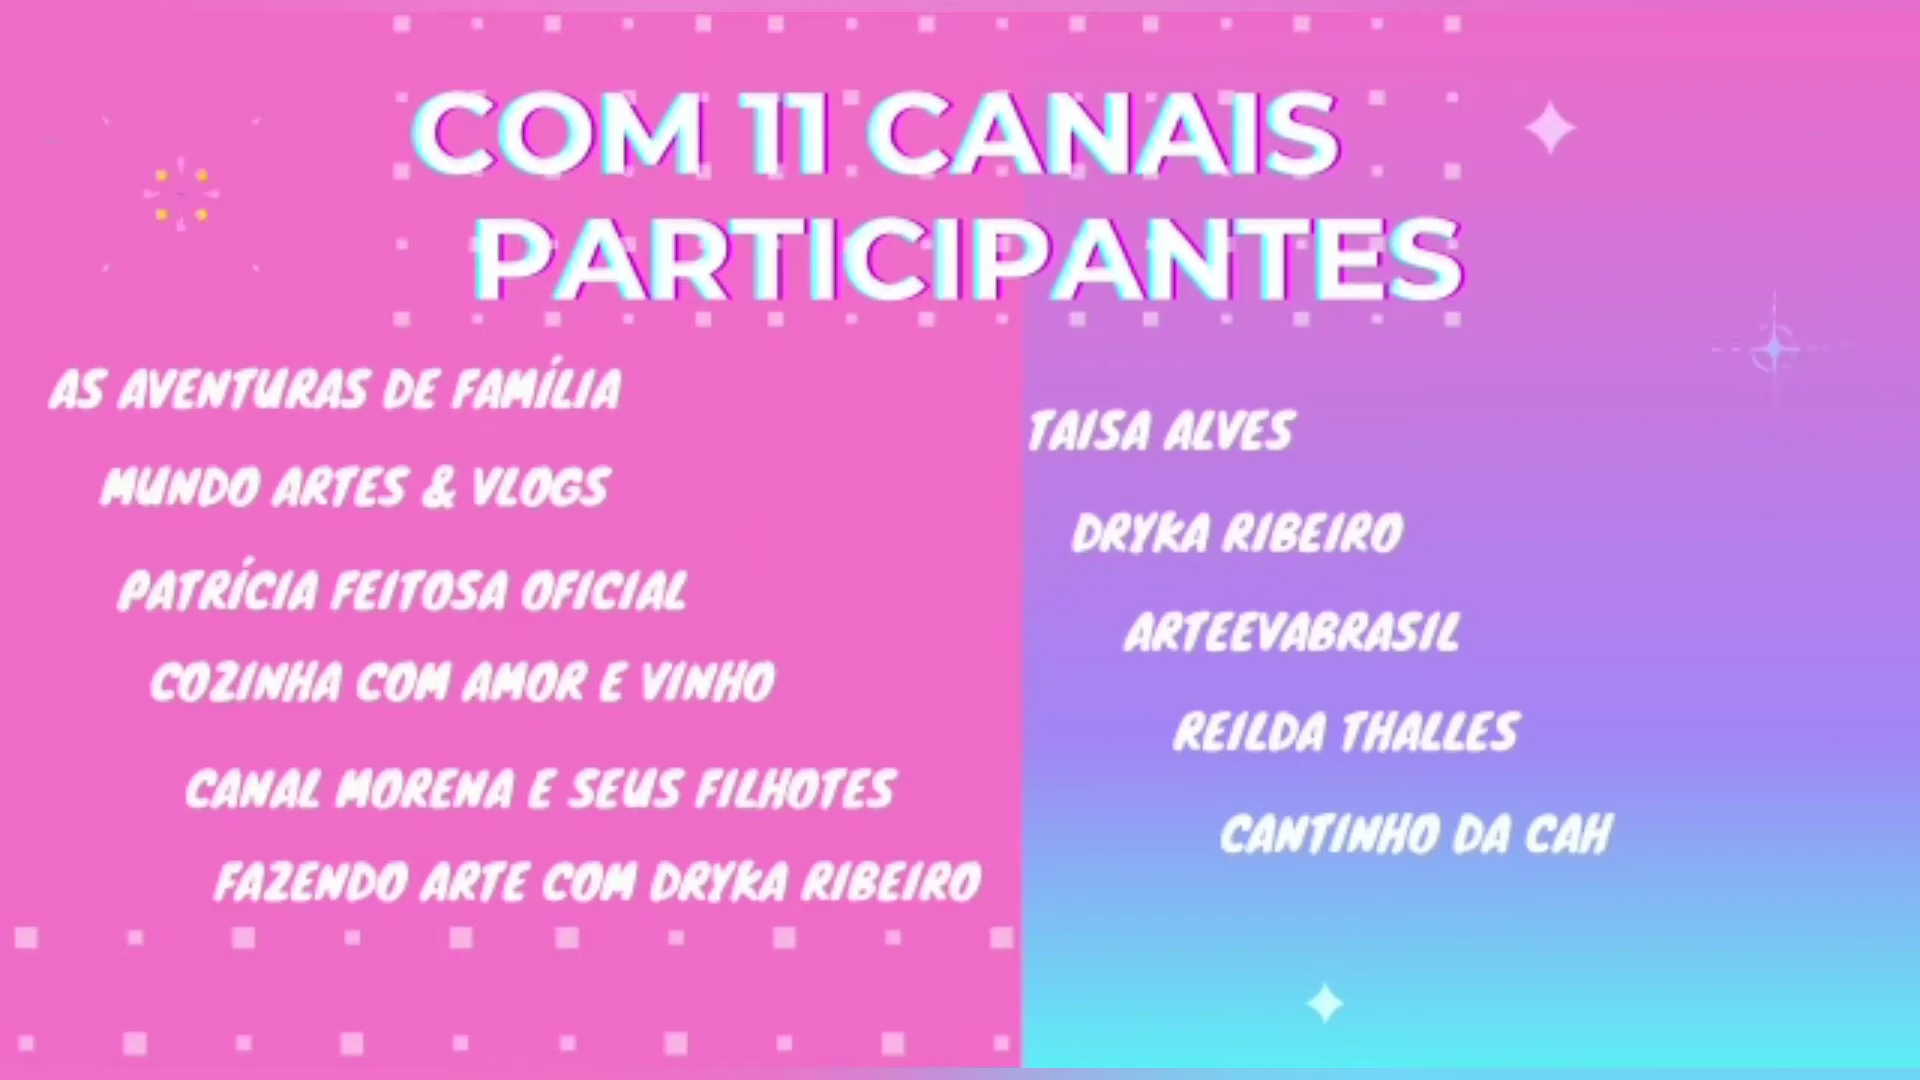 COM 11 CANAIS
PARTICIPANTES
AS AVENTURAS DE FAMÍLIA
MUNDO ARTES & VLOGS
PATRÍCIA FEITOSA OFICIAL
COZINHA COM AMOR E VINHO
CANAL MORENA E SEUS FILHOTES
FAZENDO ARTE COM DRYKA RIBEIRO
TAISA ALVES
DRYKA RIBEIRO
ARTEEVABRASIL
REILDA THALLES
CANTINHO DA CAH